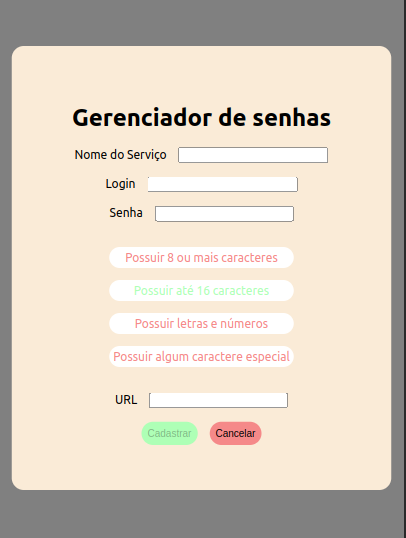 Gerenciador de senhas
Nome do Serviço
Login
Senha
Possuir 8 ou mais caracteres
Possuir até 16 caracteres
Possuir letras e números
Possuir algum caractere especial
URL
Cadastrar Cancelar